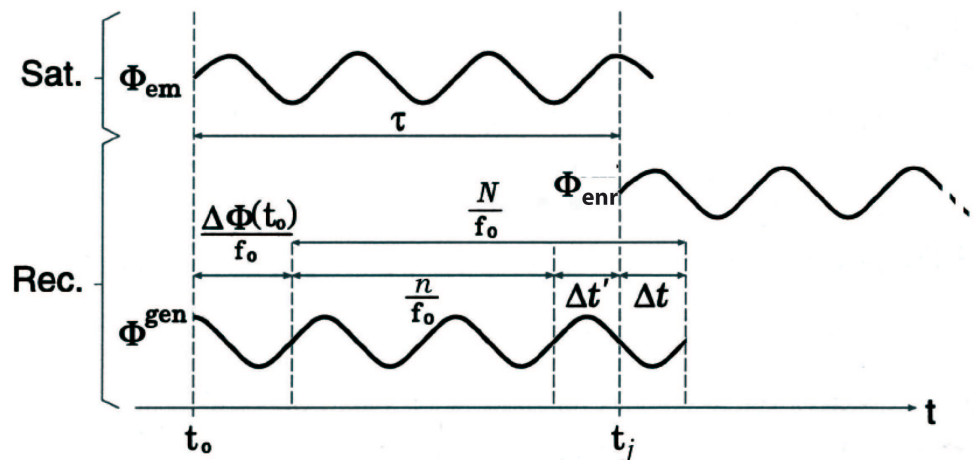 Sat.
Φem
τ
Φenr
N/fo
ΔΦ(to)/fo
Rec.
n/fo
Δt'
Δt
Φgen
t
to
tj